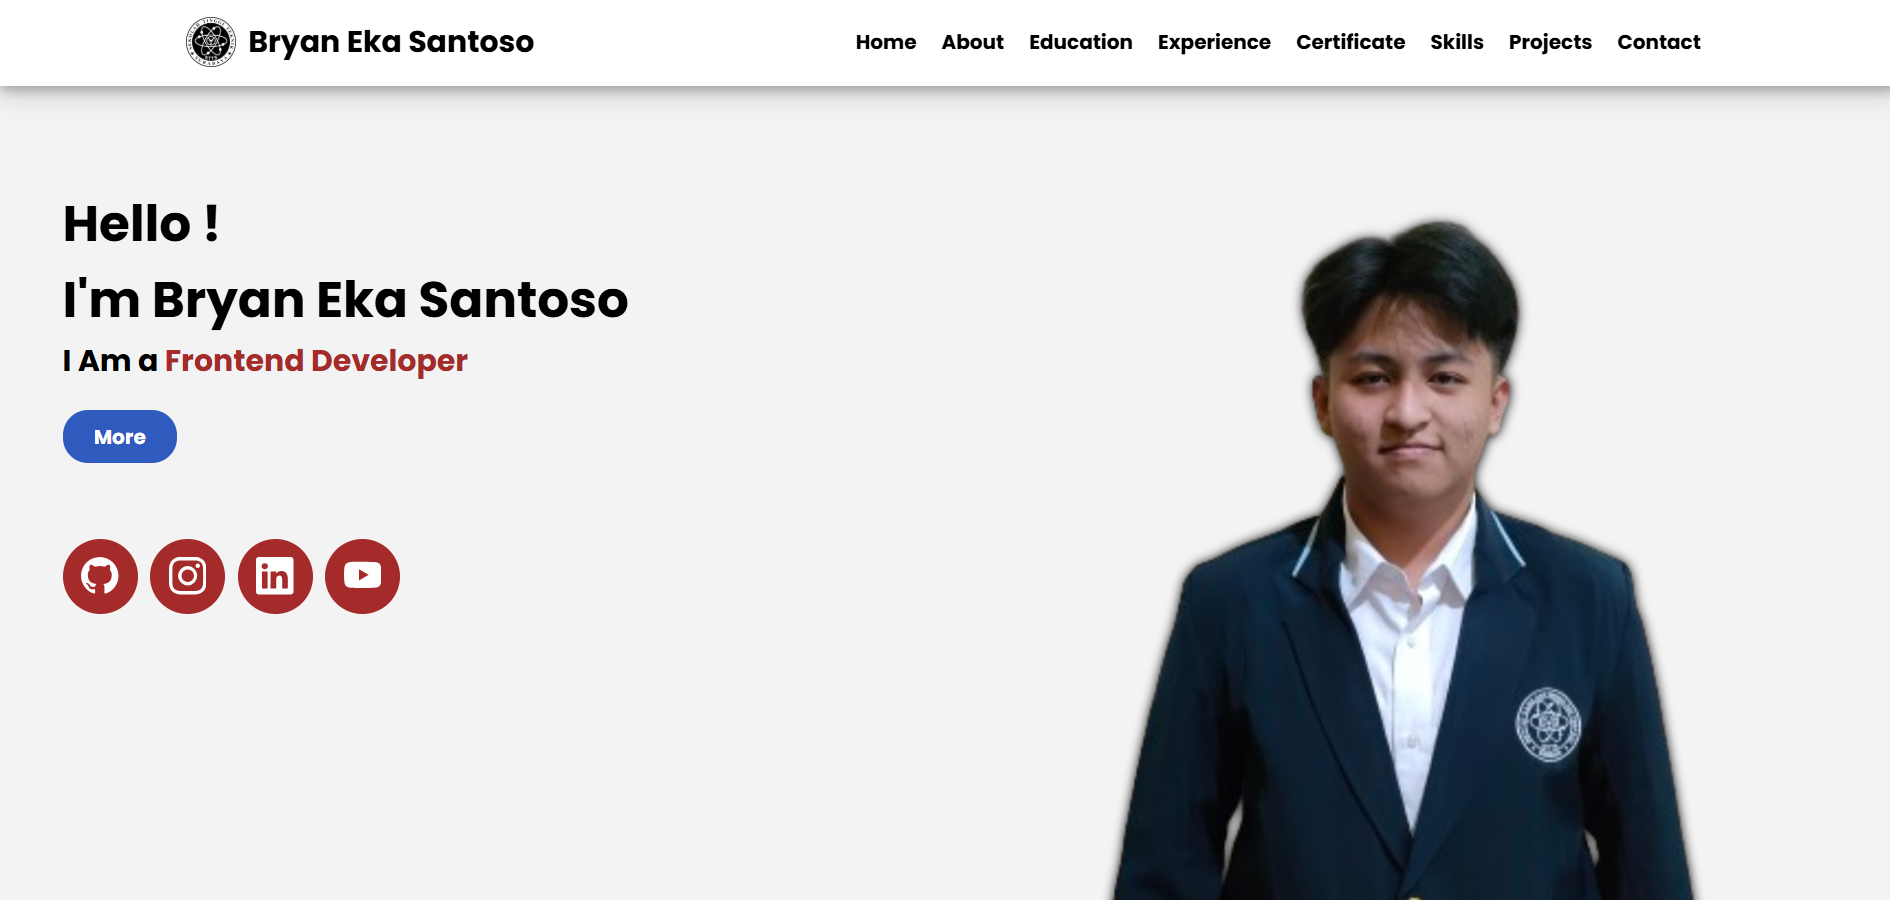 Bryan Eka Santoso
Home About Education Experience Certificate Skills Projects Contact
Hello !
I'm Bryan Eka Santoso
I Am a Frontend Developer
More